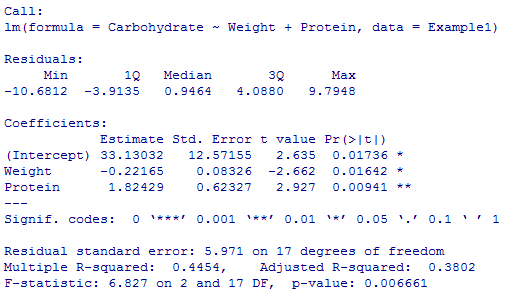 Call:
lm(formula = Carbohydrate ~ Weight + Protein, data = Example1)
Residuals:
Min 1Q Median 3Q Max
-10.6812 -3.9135 0.9464 4.0880 9.7948
Coefficients:
Estimate Std. Error t value Pr(>|t|)
(Intercept) 33.13032 12.57155 2.635 0.01736 *
Weight -0.22165 0.08326 -2.662 0.01642 *
Protein 1.82429 0.62327 2.927 0.00941 **
---
Signif. codes: 0 ‘***’ 0.001 ‘**’ 0.01 ‘*’ 0.05 ‘.’ 0.1 ‘ ’ 1
Residual standard error: 5.971 on 17 degrees of freedom
Multiple R-squared: 0.4454, Adjusted R-squared: 0.3802
F-statistic: 6.827 on 2 and 17 DF, p-value: 0.006661